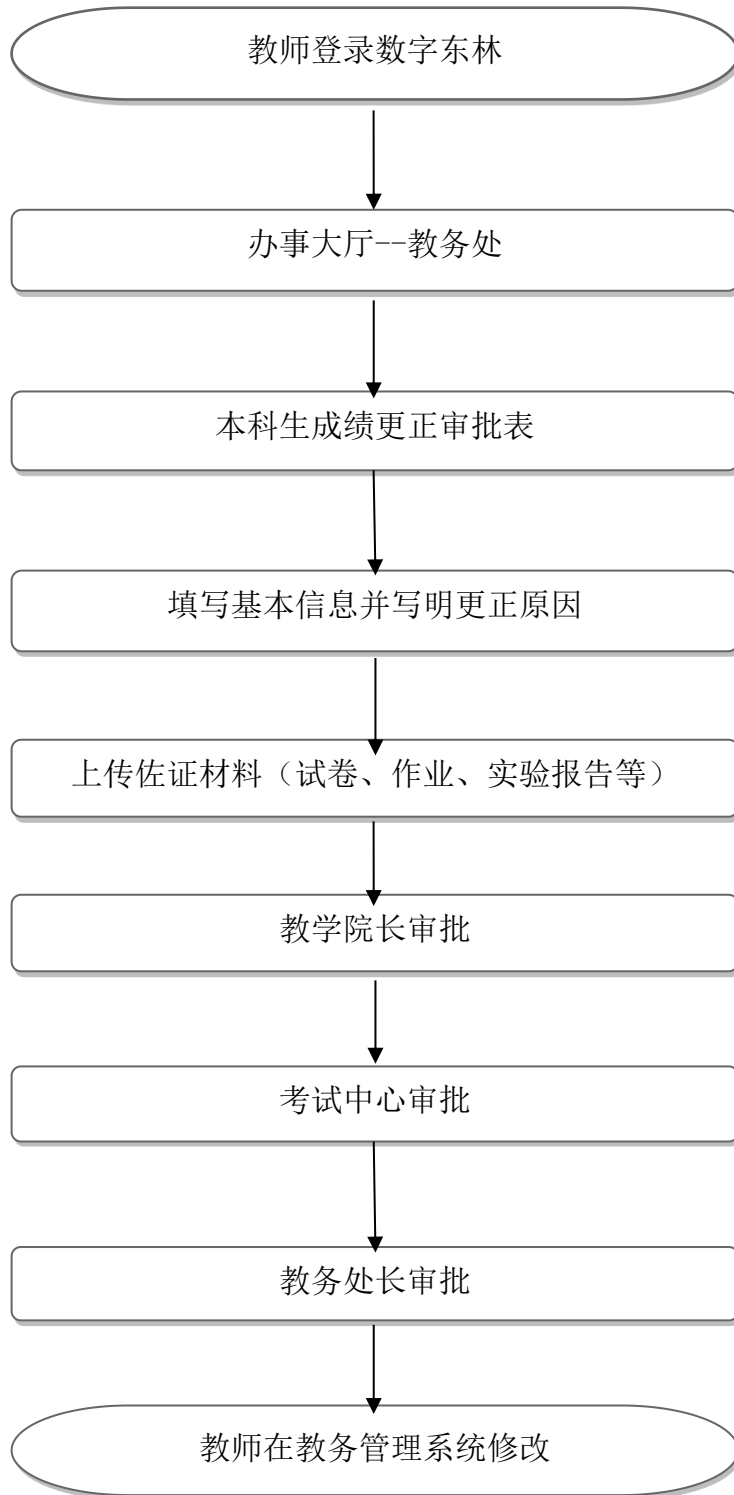 教师登录数字东林
办事大厅--教务处
本科生成绩更正审批表
填写基本信息并写明更正原因
上传佐证材料（试卷、作业、实验报告等）
教学院长审批
考试中心审批
教务处长审批
教师在教务管理系统修改